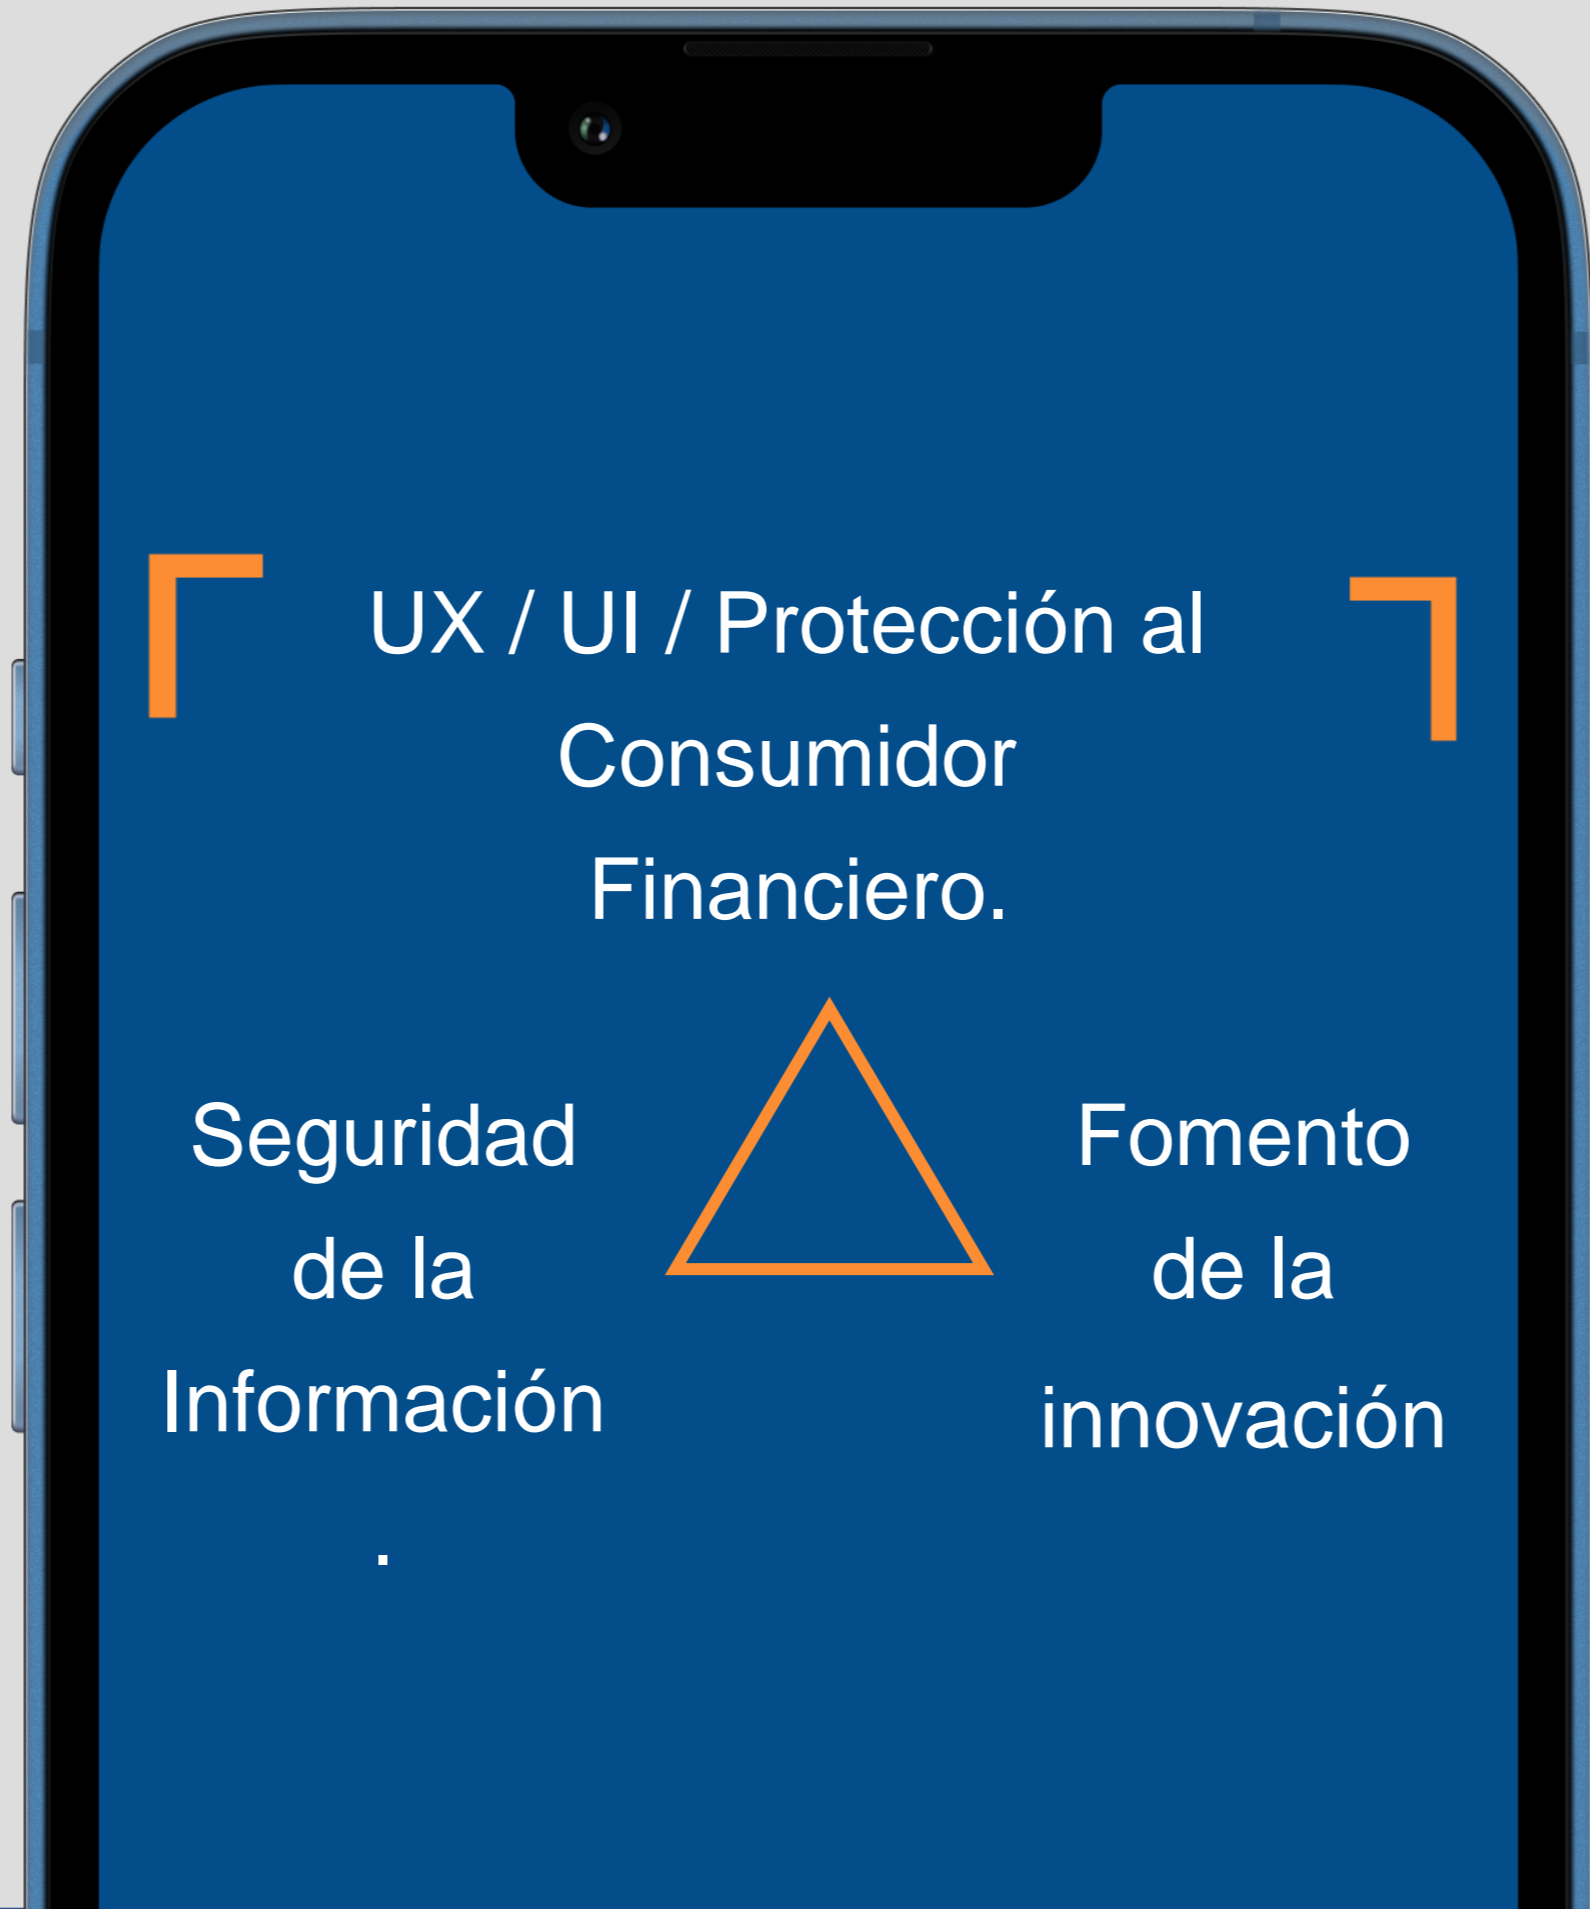 UX / UI / Protección al
Consumidor
Financiero.
Seguridad
de la
Información
.
Fomento
de la
innovación